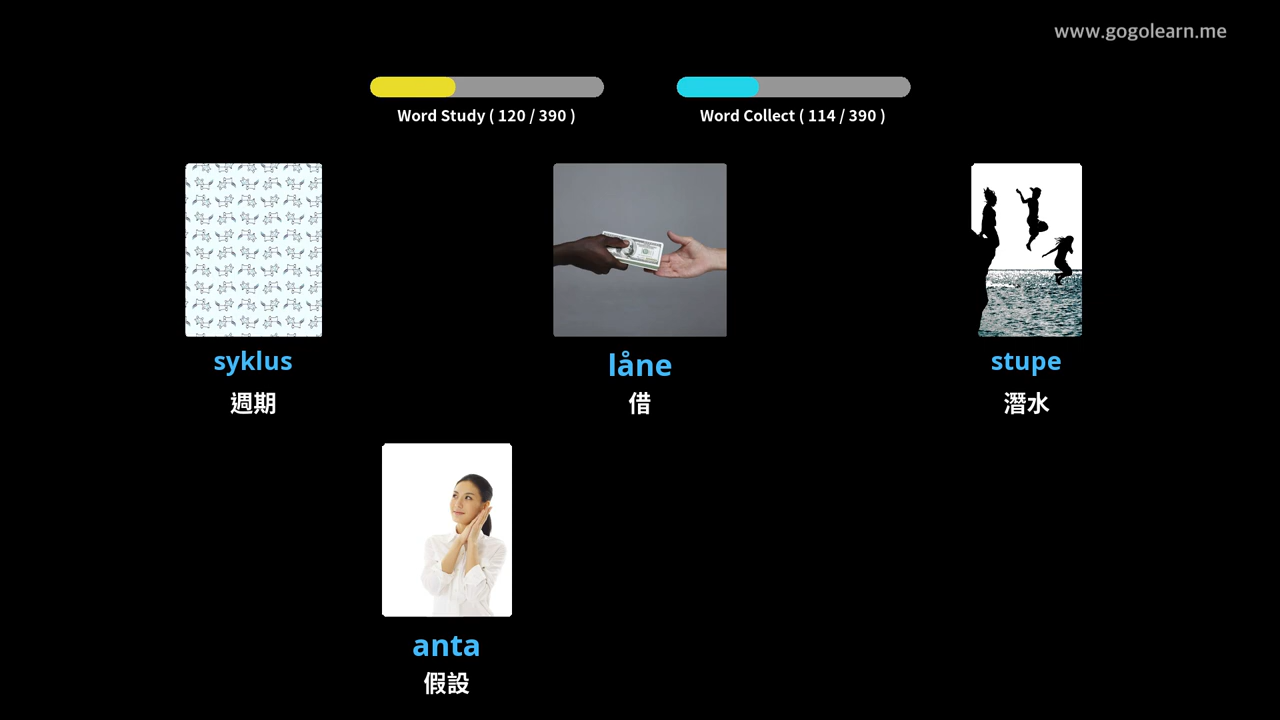 www.gogolearn.me
Word Study ( 120 / 390 )
Word Collect ( 114 / 390 )
syklus
週期
låne
借
stupe
潛水
anta
假設